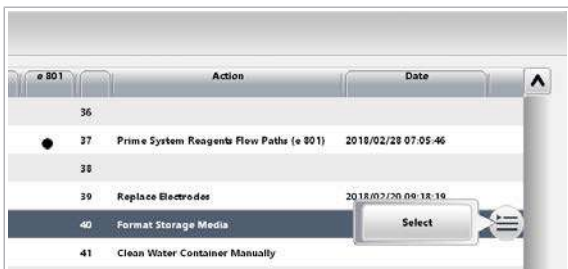 e 801 Action Date
36
37 Prime System Reagents Flow Paths (e 801) 2018/02/28 07:05:46
38
39 Replace Electrodes 2018/02/20 09:18:19
40 Format Storage Media Select
41 Clean Water Container Manually